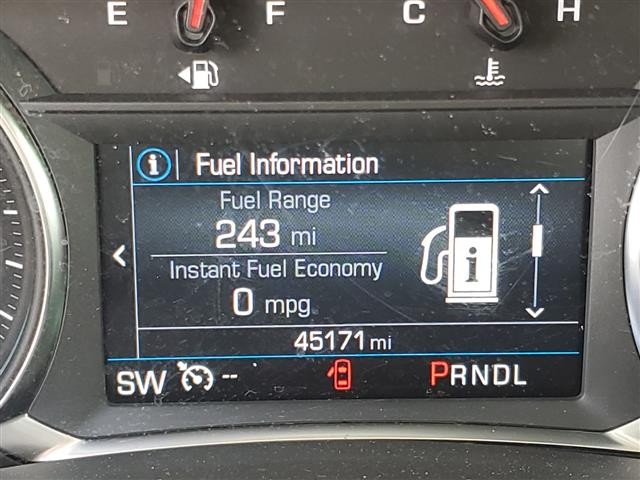 E F C H
Fuel Information
Fuel Range
243 mi
Instant Fuel Economy
0 mpg
45171 mi
SW -- PRNDL